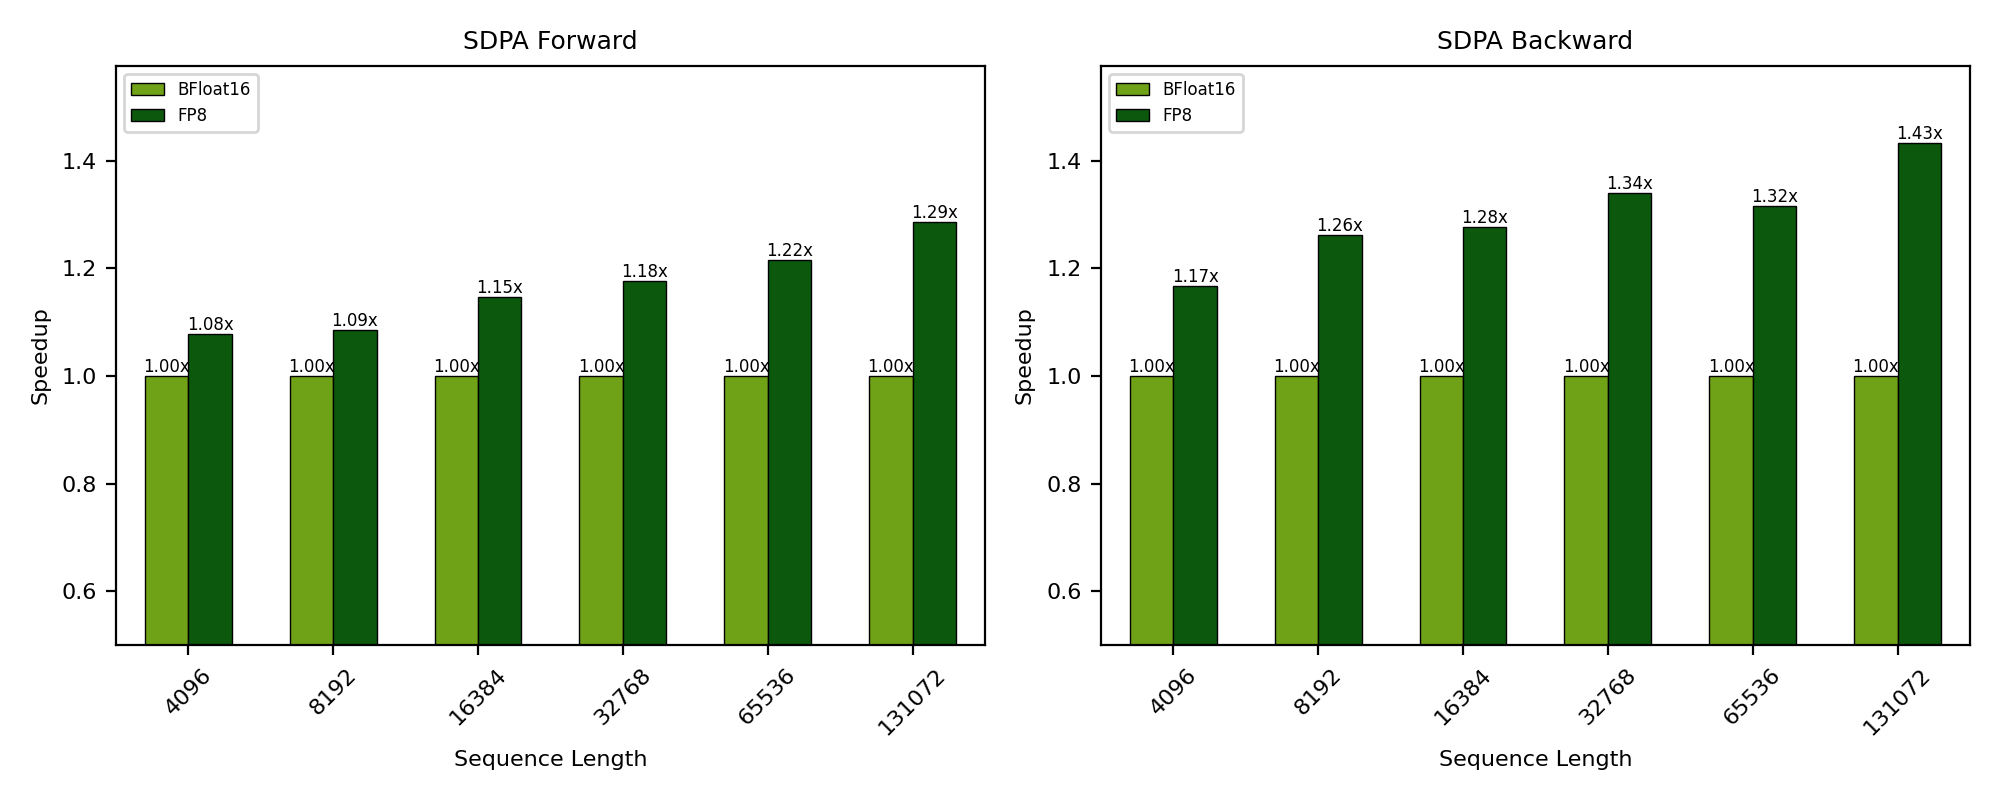 SDPA Forward
BFloat16
FP8
1.4
1.2
1.0
0.8
0.6
Speedup
1.00x
1.08x
1.00x
1.09x
1.00x
1.15x
1.00x
1.18x
1.00x
1.22x
1.00x
1.29x
4096
8192
16384
32768
65536
131072
Sequence Length
SDPA Backward
BFloat16
FP8
1.4
1.2
1.0
0.8
0.6
Speedup
1.00x
1.17x
1.00x
1.26x
1.00x
1.28x
1.00x
1.34x
1.00x
1.32x
1.00x
1.43x
4096
8192
16384
32768
65536
131072
Sequence Length